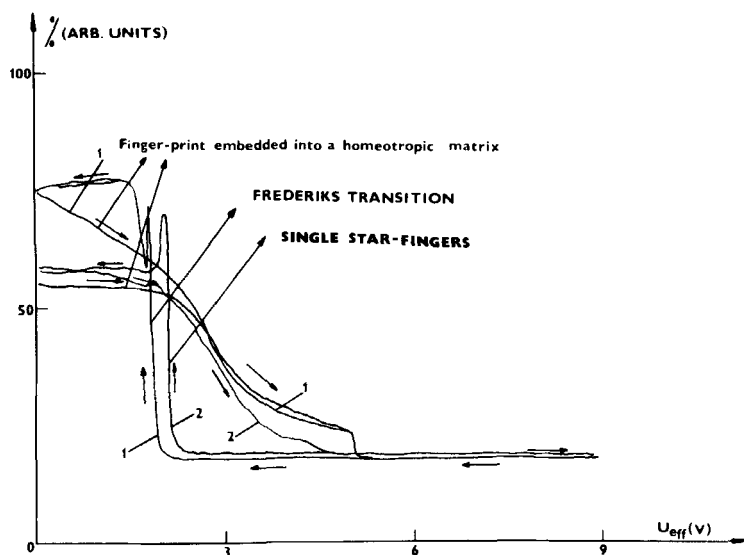 % (ARB. UNITS)
100
1
Finger-print embedded into a homeotropic matrix
FREDERIKS TRANSITION
SINGLE STAR-FINGERS
50
1
2
1
2
0
3
6
9
Ueff(V)